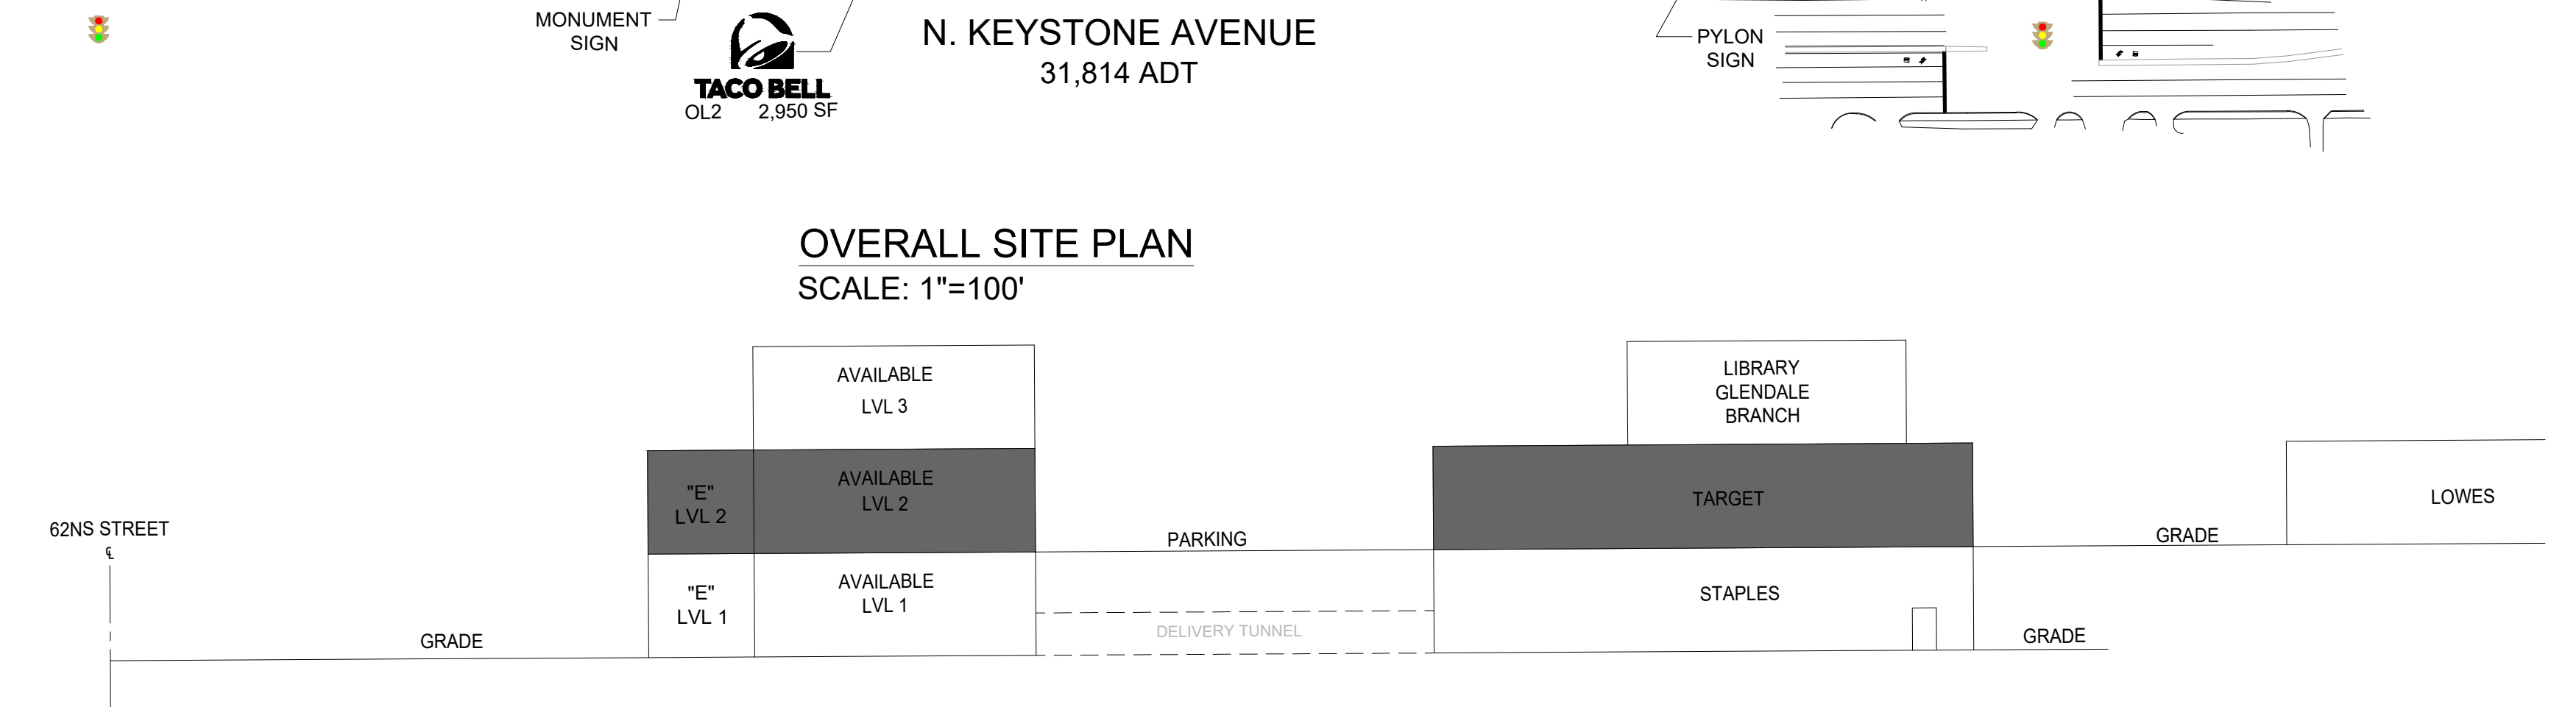 MONUMENT
SIGN
TACO BELL
OL2 2,950 SF
N. KEYSTONE AVENUE
31,814 ADT
PYLON
SIGN
OVERALL SITE PLAN
SCALE: 1"=100'
AVAILABLE
LVL 3
LIBRARY
GLENDALE
BRANCH
"E"
LVL 2
AVAILABLE
LVL 2
TARGET
LOWES
62NS STREET
℄
PARKING
GRADE
"E"
LVL 1
AVAILABLE
LVL 1
STAPLES
DELIVERY TUNNEL
GRADE
GRADE